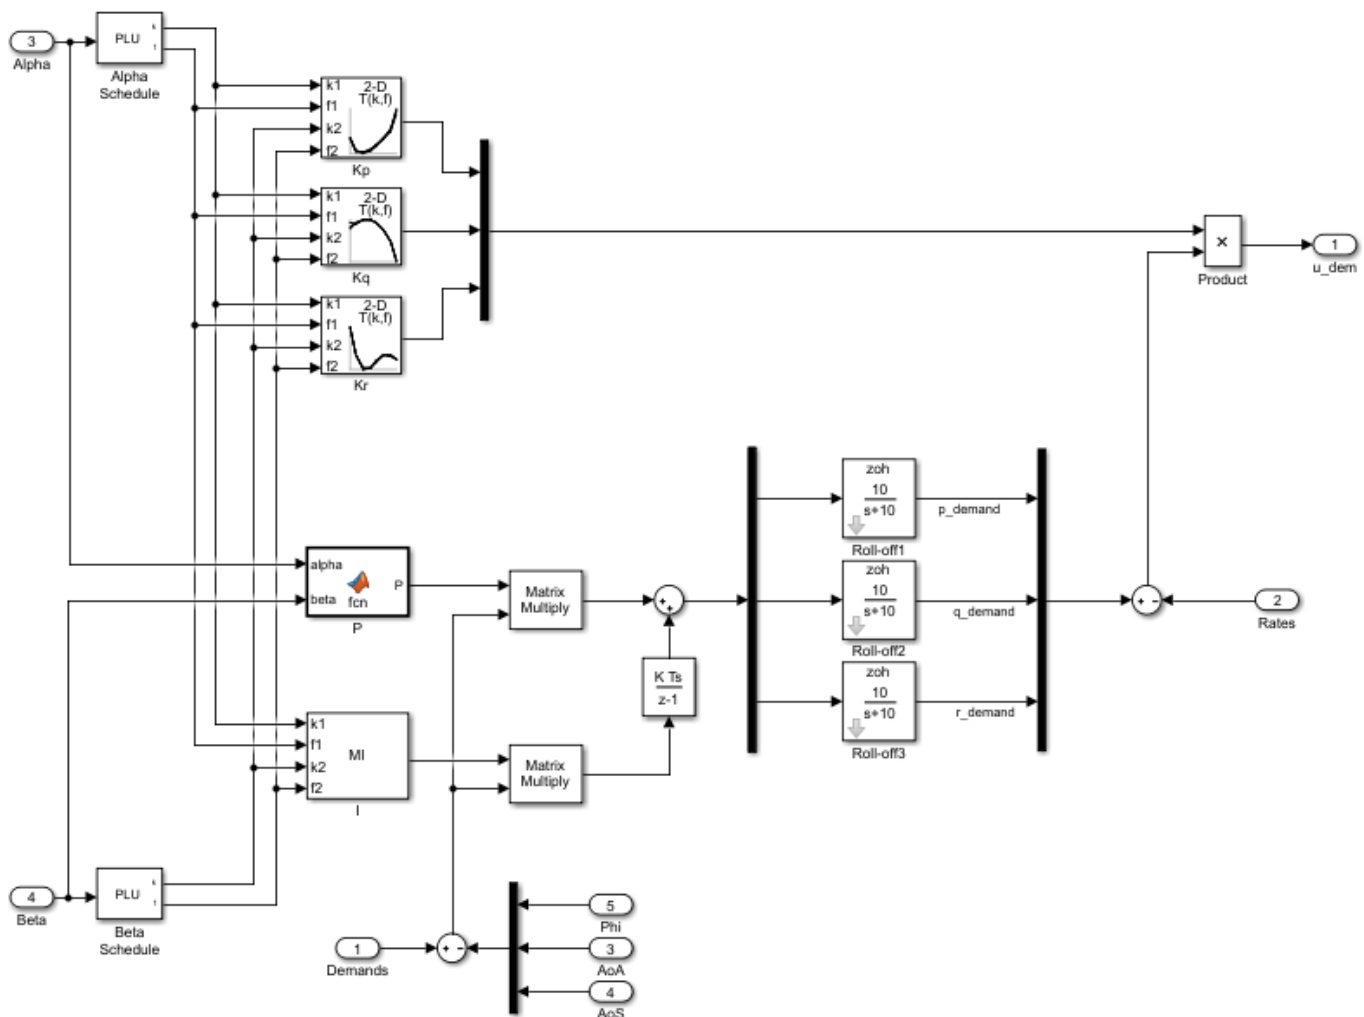 3
Alpha
PLU
k
f
Alpha
Schedule
k1
f1
k2
f2
2-D
T(k,f)
Kp
k1
f1
k2
f2
2-D
T(k,f)
Kq
k1
f1
k2
f2
2-D
T(k,f)
Kr
×
Product
1
u_dem
alpha
beta
fcn
P
P
Matrix
Multiply
+
+
K Ts
z-1
zoh
10
s+10
Roll-off1
p_demand
zoh
10
s+10
Roll-off2
q_demand
zoh
10
s+10
Roll-off3
r_demand
+ −
2
Rates
k1
f1
k2
f2
MI
I
Matrix
Multiply
4
Beta
PLU
k
f
Beta
Schedule
1
Demands
+ −
5
Phi
3
AoA
4
AoS